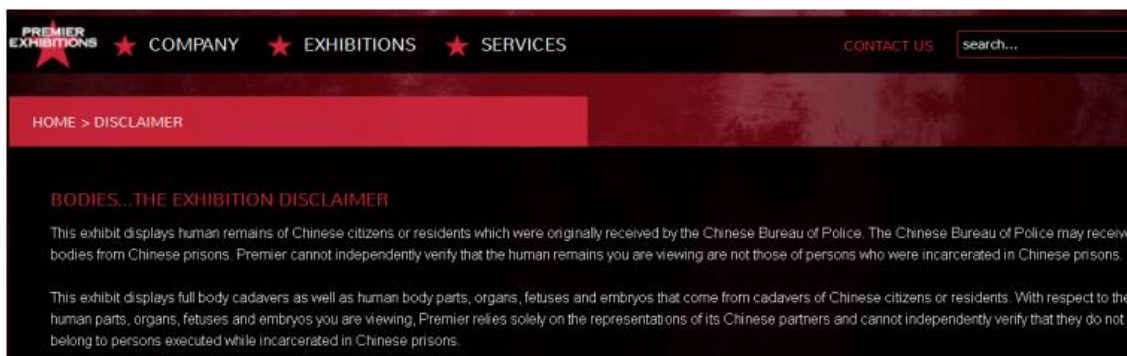 PREMIER
EXHIBITIONS
COMPANY
EXHIBITIONS
SERVICES
CONTACT US
search...
HOME > DISCLAIMER
BODIES...THE EXHIBITION DISCLAIMER
This exhibit displays human remains of Chinese citizens or residents which were originally received by the Chinese Bureau of Police. The Chinese Bureau of Police may receive
bodies from Chinese prisons. Premier cannot independently verify that the human remains you are viewing are not those of persons who were incarcerated in Chinese prisons.
This exhibit displays full body cadavers as well as human body parts, organs, fetuses and embryos that come from cadavers of Chinese citizens or residents. With respect to the
human parts, organs, fetuses and embryos you are viewing, Premier relies solely on the representations of its Chinese partners and cannot independently verify that they do not
belong to persons executed while incarcerated in Chinese prisons.